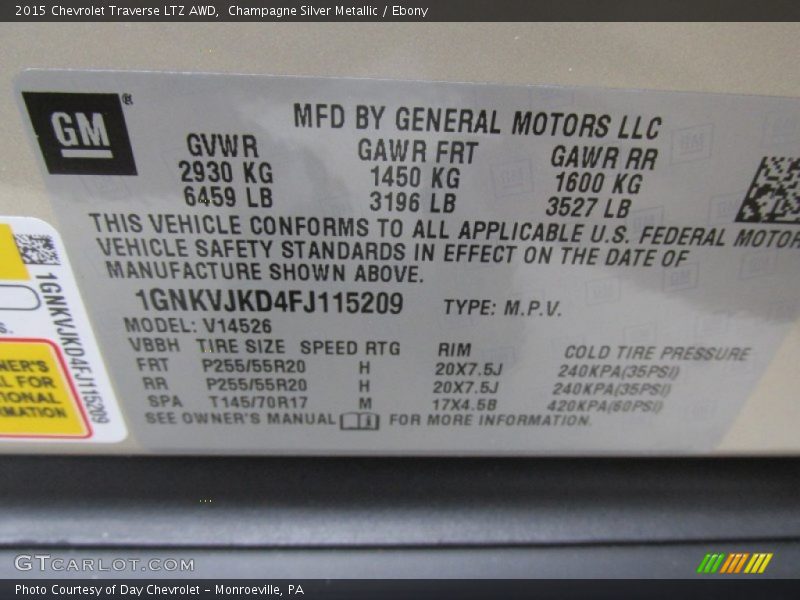 2015 Chevrolet Traverse LTZ AWD,  Champagne Silver Metallic / Ebony
GM®
MFD BY GENERAL MOTORS LLC
GVWR GAWR FRT GAWR RR
2930 KG 1450 KG 1600 KG
6459 LB 3196 LB 3527 LB
THIS VEHICLE CONFORMS TO ALL APPLICABLE U.S. FEDERAL MOTOR
VEHICLE SAFETY STANDARDS IN EFFECT ON THE DATE OF
MANUFACTURE SHOWN ABOVE.
1GNKVJKD4FJ115209 TYPE: M.P.V.
MODEL: V14526
VBBH TIRE SIZE SPEED RTG RIM COLD TIRE PRESSURE
FRT P255/55R20 H 20X7.5J 240KPA(35PSI)
RR P255/55R20 H 20X7.5J 240KPA(35PSI)
SPA T145/70R17 M 17X4.5B 420KPA(60PSI)
SEE OWNER'S MANUAL FOR MORE INFORMATION.
1GNKVJKD4FJ115209
S.
NER'S
AL FOR
TIONAL
RMATION
GTCARLOT.COM
Photo Courtesy of Day Chevrolet – Monroeville, PA